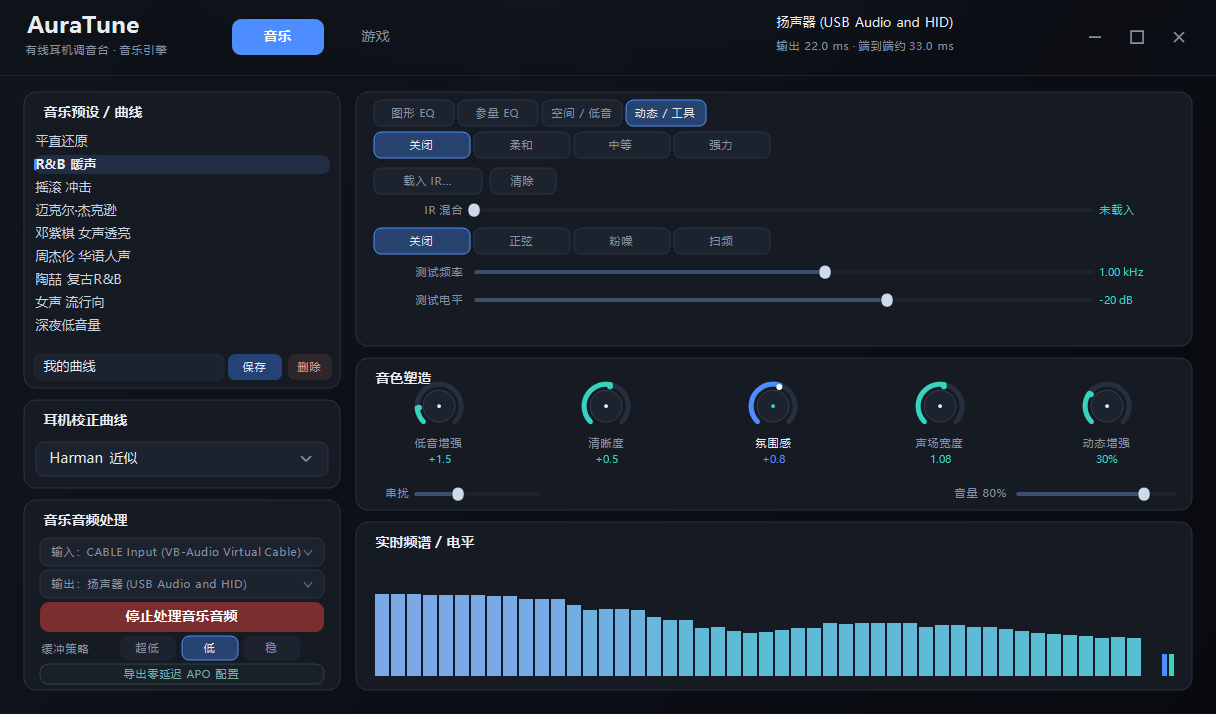 AuraTune
有线耳机调音台 · 音乐引擎
音乐
游戏
扬声器 (USB Audio and HID)
输出 22.0 ms · 端到端约 33.0 ms
音乐预设 / 曲线
平直还原
R&B 暖声
摇滚 冲击
迈克尔·杰克逊
邓紫棋 女声透亮
周杰伦 华语人声
陶喆 复古R&B
女声 流行向
深夜低音量
我的曲线
保存
删除
耳机校正曲线
Harman 近似
音乐音频处理
输入: CABLE Input (VB-Audio Virtual Cable)
输出: 扬声器 (USB Audio and HID)
停止处理音乐音频
缓冲策略
超低
低
稳
导出零延迟 APO 配置
图形 EQ
参量 EQ
空间 / 低音
动态 / 工具
关闭
柔和
中等
强力
载入 IR...
清除
IR 混合
未载入
关闭
正弦
粉噪
扫频
测试频率
1.00 kHz
测试电平
-20 dB
音色塑造
低音增强
+1.5
清晰度
+0.5
氛围感
+0.8
声场宽度
1.08
动态增强
30%
串扰
音量 80%
实时频谱 / 电平